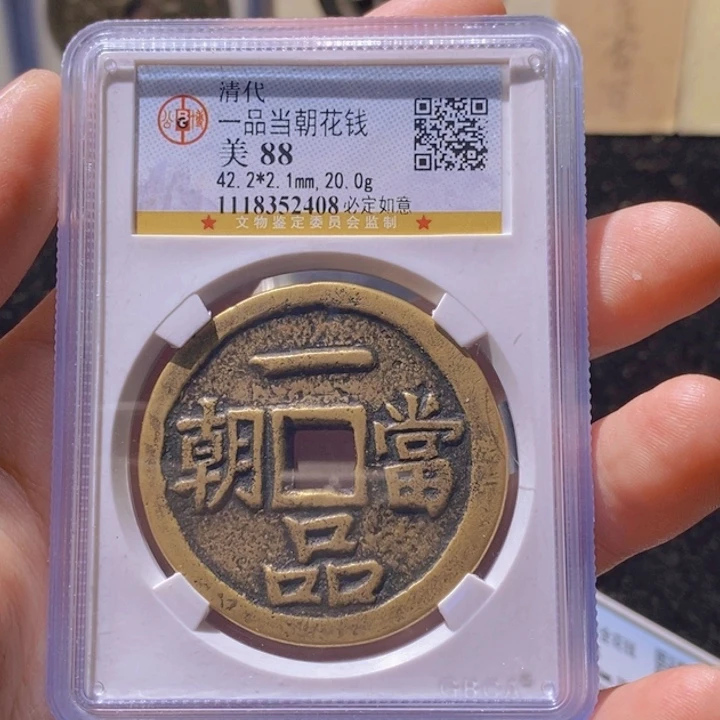 清代
一品当朝花钱
美 88
42.2*2.1mm, 20.0g
1118352408 必定如意
★ 文物鉴定委员会监制 ★
一
朝 當
品